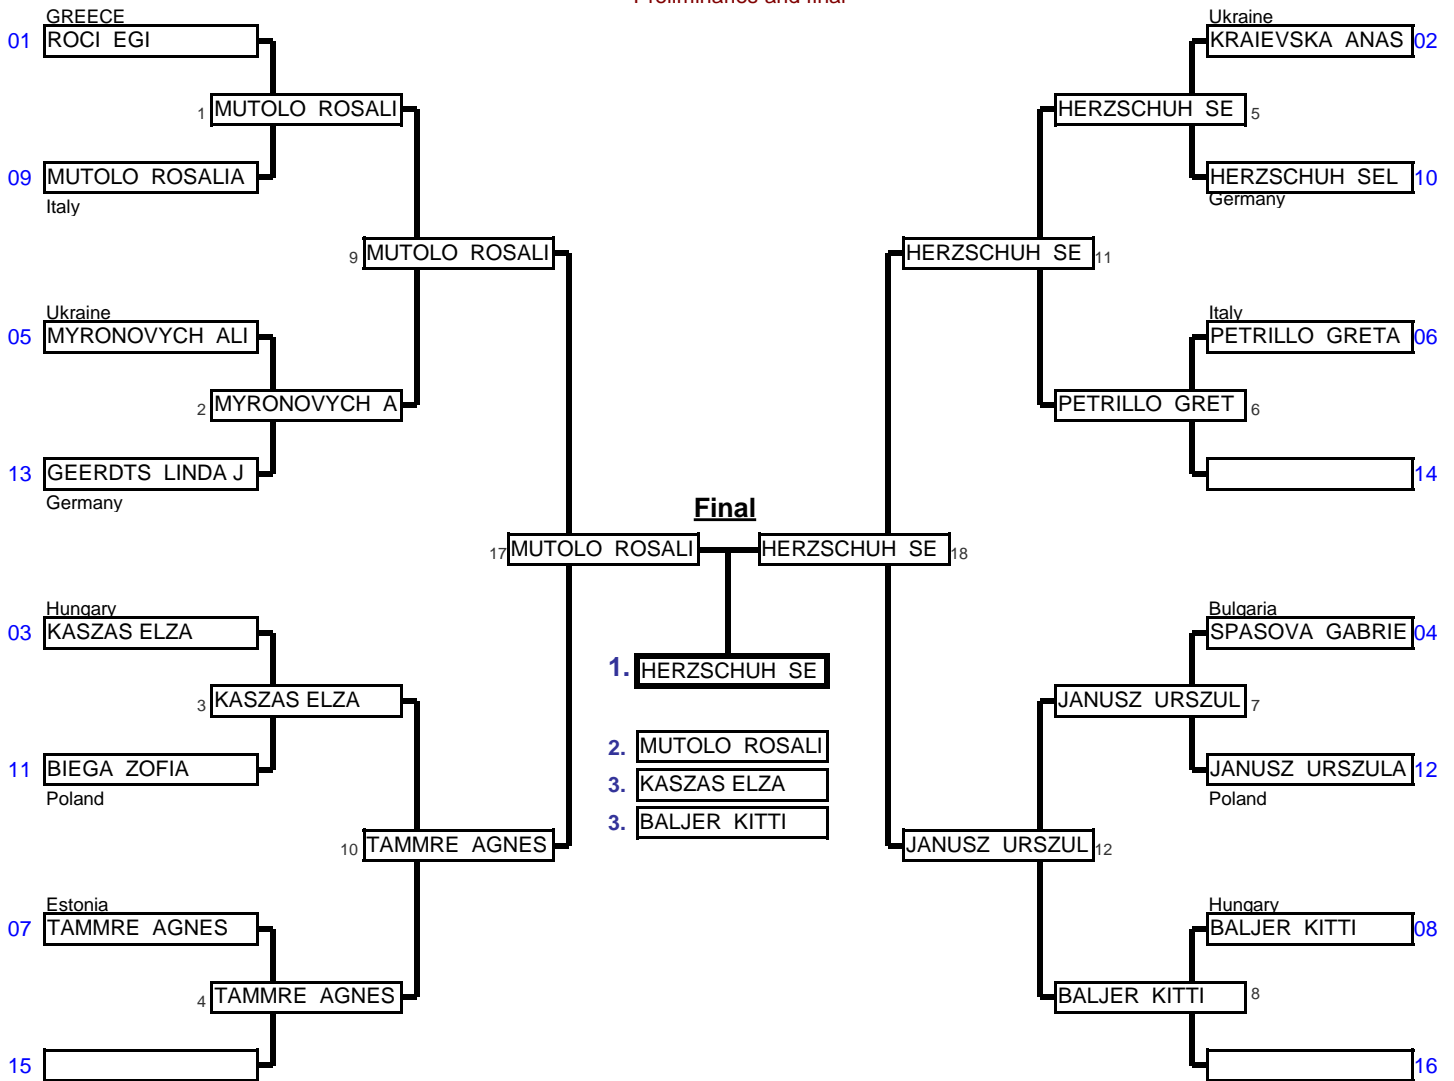 GREECE
01 ROCI EGI
1 MUTOLO ROSALI
09 MUTOLO ROSALIA
Italy
9 MUTOLO ROSALI
Ukraine
05 MYRONOVYCH ALI
2 MYRONOVYCH A
13 GEERDTS LINDA J
Germany
17 MUTOLO ROSALI
Hungary
03 KASZAS ELZA
3 KASZAS ELZA
11 BIEGA ZOFIA
Poland
10 TAMMRE AGNES
Estonia
07 TAMMRE AGNES
4 TAMMRE AGNES
15
Final
1. HERZSCHUH SE
2. MUTOLO ROSALI
3. KASZAS ELZA
3. BALJER KITTI
Ukraine
KRAIEVSKA ANAS 02
HERZSCHUH SE 5
HERZSCHUH SEL 10
Germany
HERZSCHUH SE 11
Italy
PETRILLO GRETA 06
PETRILLO GRET 6
14
HERZSCHUH SE 18
Bulgaria
SPASOVA GABRIE 04
JANUSZ URSZUL 7
JANUSZ URSZULA 12
Poland
JANUSZ URSZUL 12
Hungary
BALJER KITTI 08
BALJER KITTI 8
16